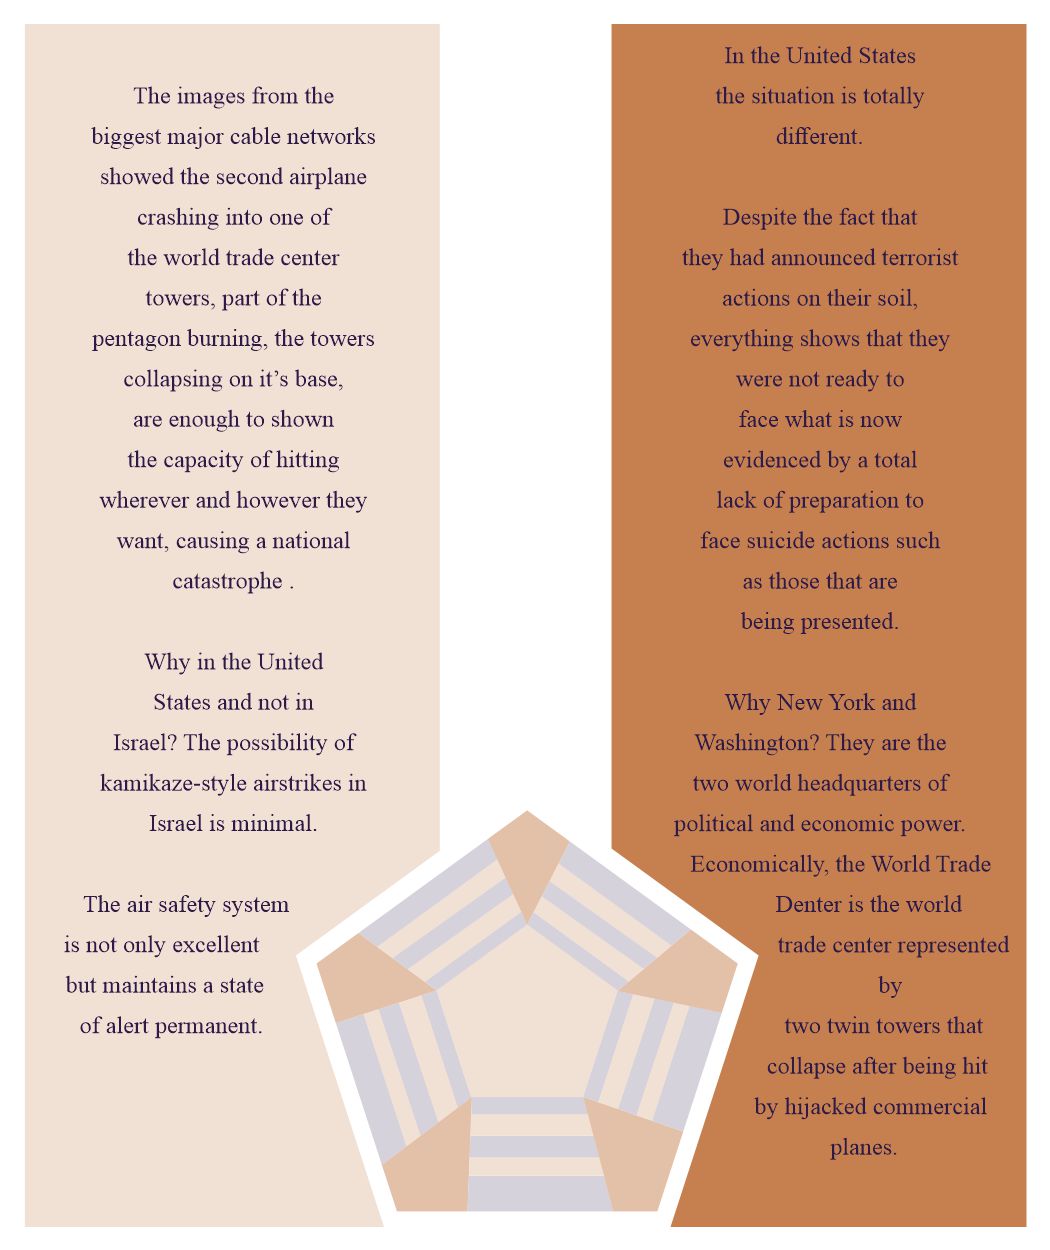 The images from the
biggest major cable networks
showed the second airplane
crashing into one of
the world trade center
towers, part of the
pentagon burning, the towers
collapsing on it’s base,
are enough to shown
the capacity of hitting
wherever and however they
want, causing a national
catastrophe .
Why in the United
States and not in
Israel? The possibility of
kamikaze-style airstrikes in
Israel is minimal.
The air safety system
is not only excellent
but maintains a state
of alert permanent.
In the United States
the situation is totally
different.
Despite the fact that
they had announced terrorist
actions on their soil,
everything shows that they
were not ready to
face what is now
evidenced by a total
lack of preparation to
face suicide actions such
as those that are
being presented.
Why New York and
Washington? They are the
two world headquarters of
political and economic power.
Economically, the World Trade
Denter is the world
trade center represented
by
two twin towers that
collapse after being hit
by hijacked commercial
planes.